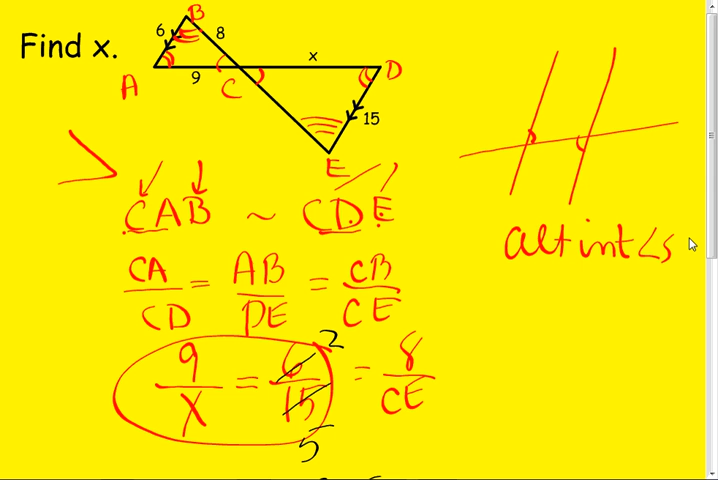 Find x.
B
6
8
A
9
C
x
D
15
E
CAB ~ CDE
CA/CD = AB/DE = CB/CE
9/X = 6/15 = 8/CE
2
5
alt int ∠s